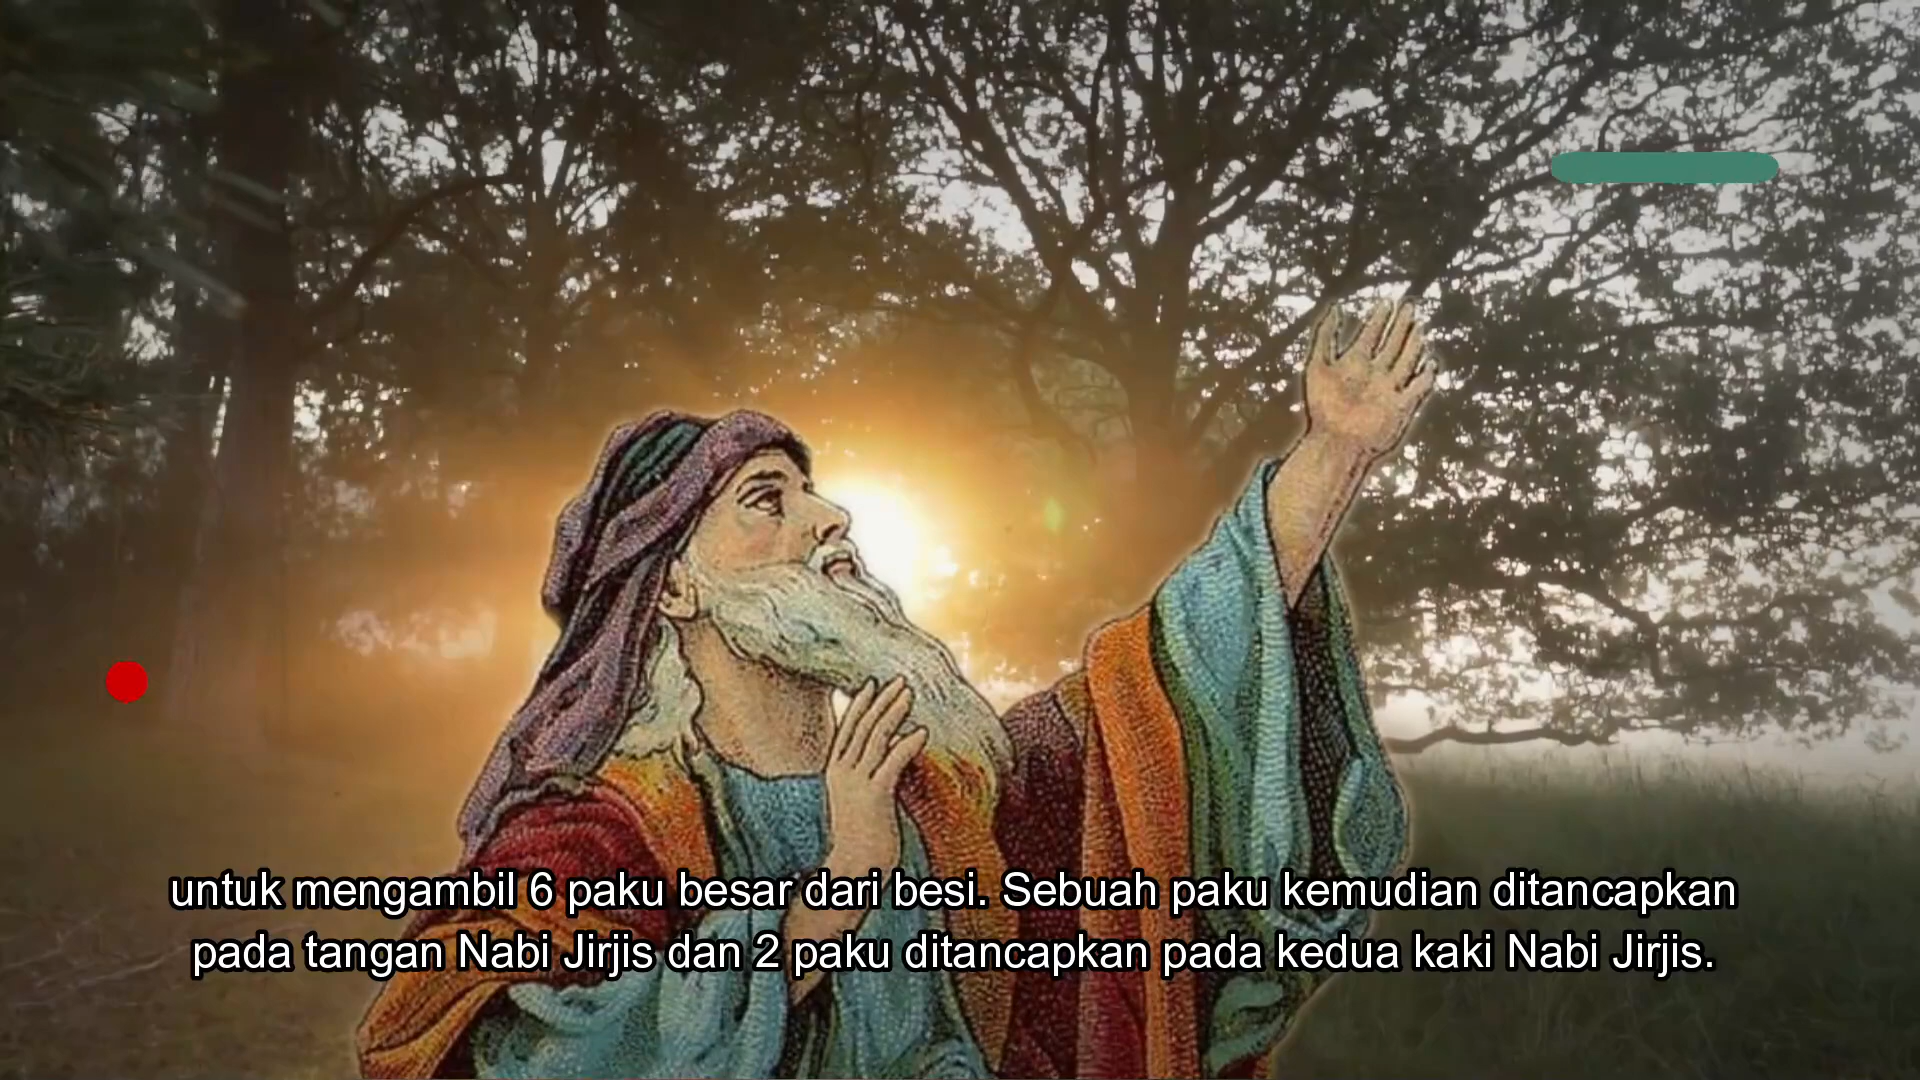 untuk mengambil 6 paku besar dari besi. Sebuah paku kemudian ditancapkan
pada tangan Nabi Jirjis dan 2 paku ditancapkan pada kedua kaki Nabi Jirjis.